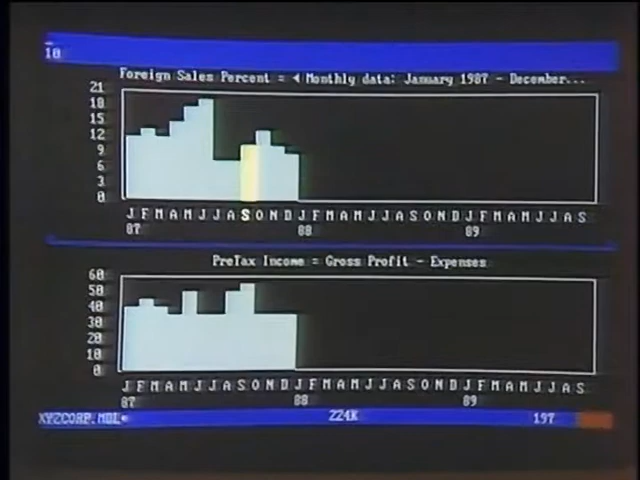 10
Foreign Sales Percent = ◄ Monthly data: January 1987 - December...
21
18
15
12
9
6
3
0
J F M A M J J A S O N D J F M A M J J A S O N D J F M A M J J A S
87 88 89
PreTax Income = Gross Profit - Expenses
60
50
40
30
20
10
0
J F M A M J J A S O N D J F M A M J J A S O N D J F M A M J J A S
87 88 89
XYZCORP.MDL 224K 197